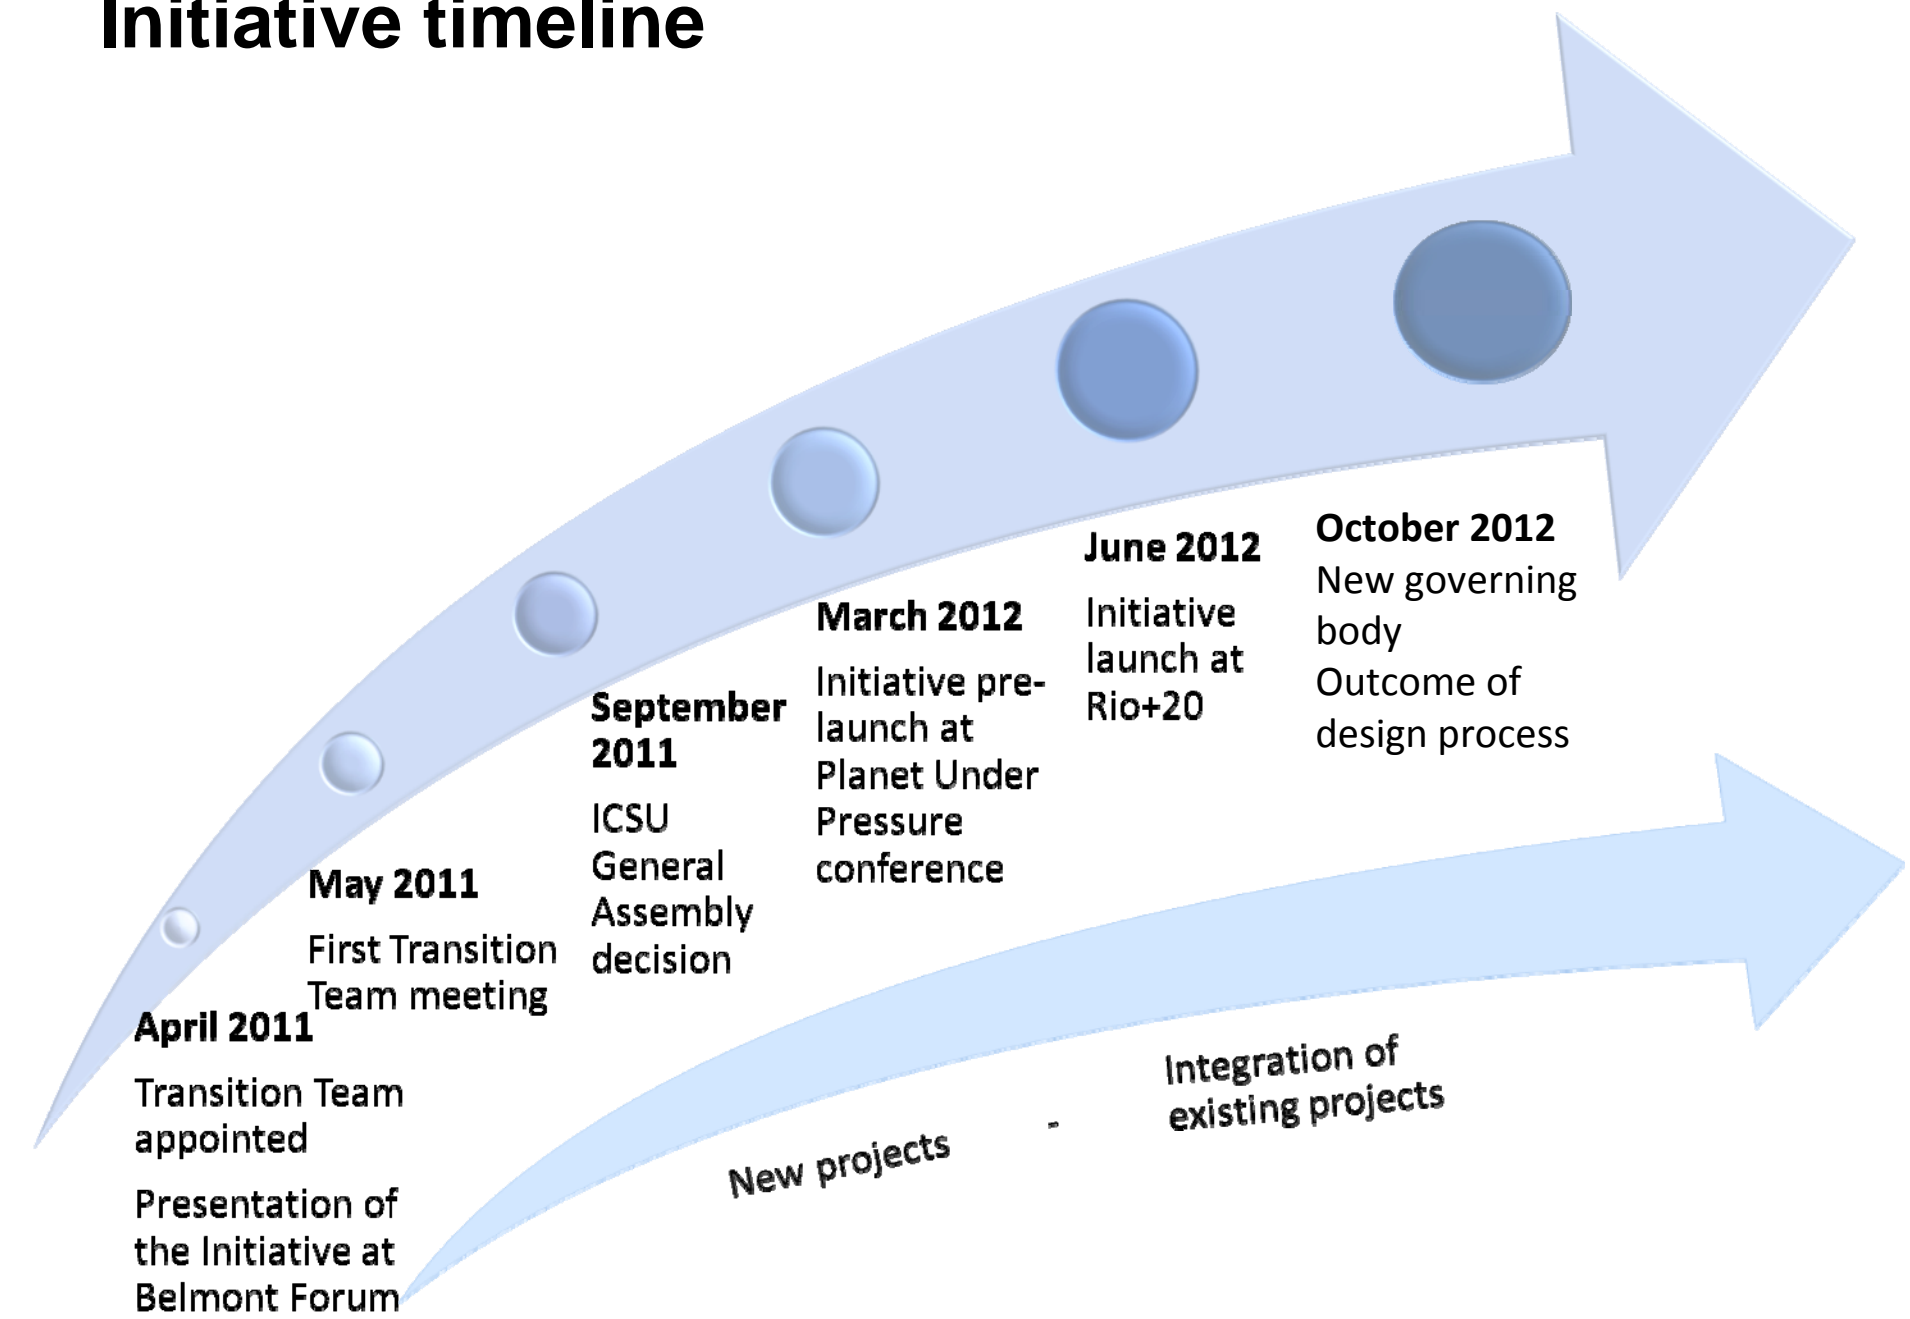 Initiative timeline
April 2011
Transition Team
appointed
Presentation of
the Initiative at
Belmont Forum
May 2011
First Transition
Team meeting
September
2011
ICSU
General
Assembly
decision
March 2012
Initiative pre-
launch at
Planet Under
Pressure
conference
June 2012
Initiative
launch at
Rio+20
October 2012
New governing
body
Outcome of
design process
New projects
-
Integration of
existing projects